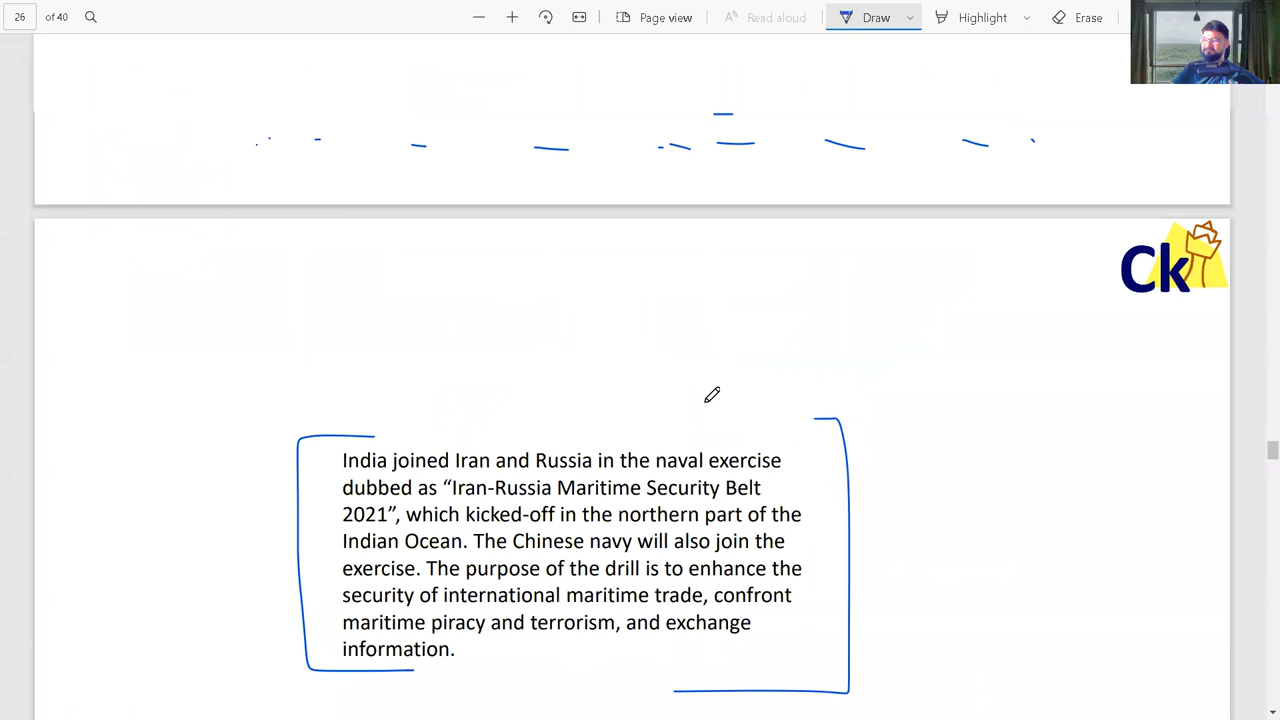 26 of 40 Page view Read aloud Draw Highlight Erase
Ck
India joined Iran and Russia in the naval exercise
dubbed as “Iran-Russia Maritime Security Belt
2021”, which kicked-off in the northern part of the
Indian Ocean. The Chinese navy will also join the
exercise. The purpose of the drill is to enhance the
security of international maritime trade, confront
maritime piracy and terrorism, and exchange
information.